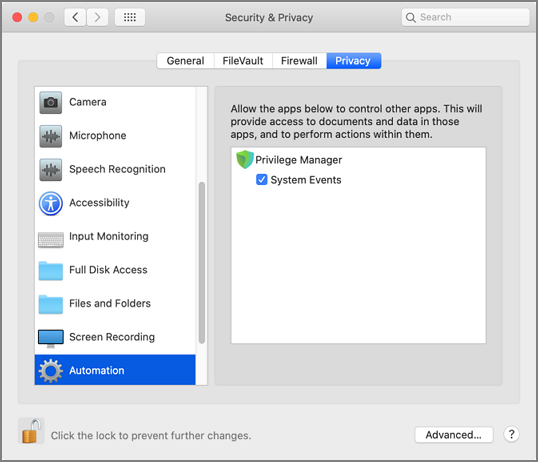 Security & Privacy
Search
General
FileVault
Firewall
Privacy
Camera
Microphone
Speech Recognition
Accessibility
Input Monitoring
Full Disk Access
Files and Folders
Screen Recording
Automation
Allow the apps below to control other apps. This will
provide access to documents and data in those
apps, and to perform actions within them.
Privilege Manager
System Events
Click the lock to prevent further changes.
Advanced...
?